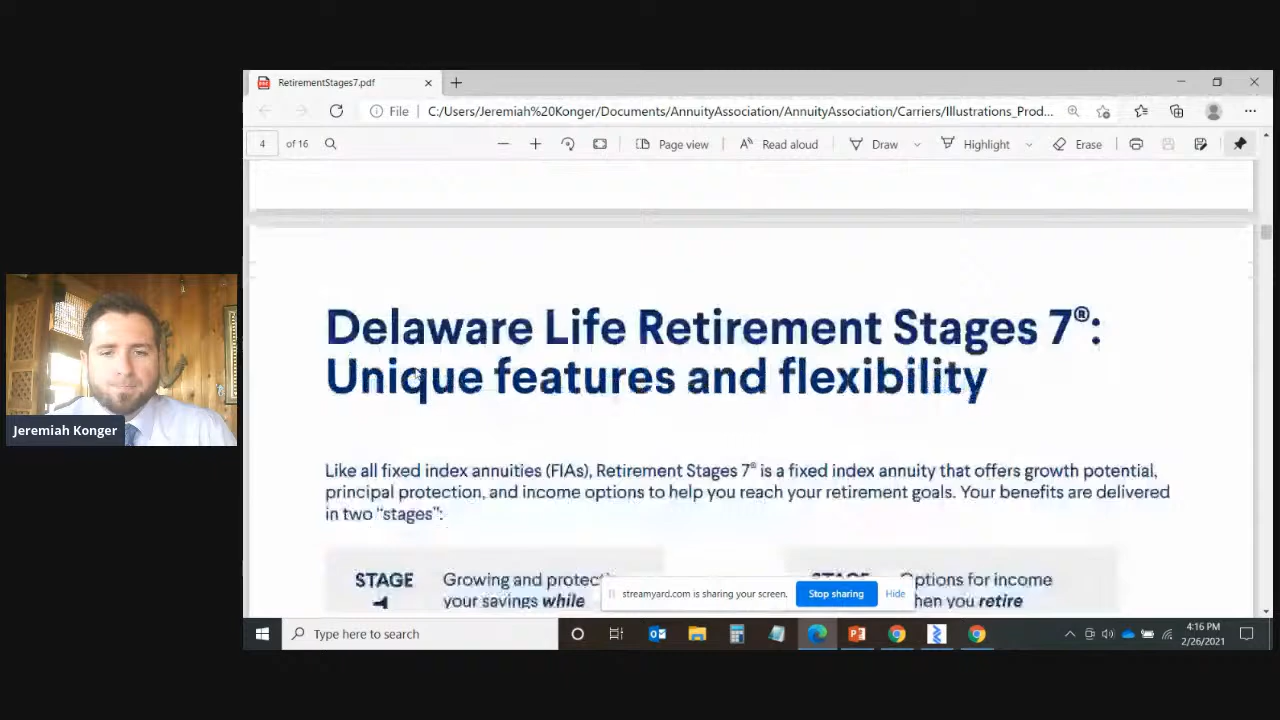 RetirementStages7.pdf
File
C:/Users/Jeremiah%20Konger/Documents/AnnuityAssociation/AnnuityAssociation/Carriers/Illustrations_Prod...
4 of 16
Page view
Read aloud
Draw
Highlight
Erase
Delaware Life Retirement Stages 7®:
Unique features and flexibility
Like all fixed index annuities (FIAs), Retirement Stages 7® is a fixed index annuity that offers growth potential,
principal protection, and income options to help you reach your retirement goals. Your benefits are delivered
in two “stages”:
STAGE
Growing and protect
your savings while
Options for income
hen you retire
streamyard.com is sharing your screen.
Stop sharing
Hide
Jeremiah Konger
Type here to search
4:16 PM
2/26/2021